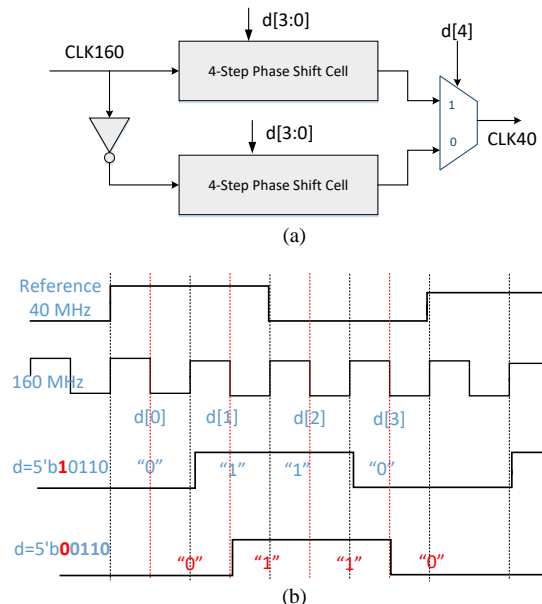 d[3:0]
CLK160
4-Step Phase Shift Cell
d[4]
1
0
CLK40
d[3:0]
4-Step Phase Shift Cell
(a)
Reference
40 MHz
160 MHz
d[0] d[1] d[2] d[3]
d=5'b10110 “0” “1” “1” “0”
d=5'b00110
“0” “1” “1” “0”
(b)